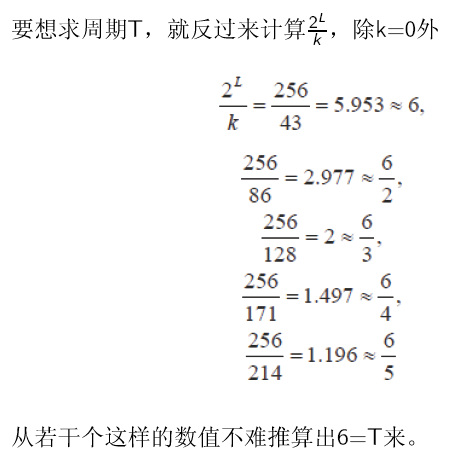 要想求周期T，就反过来计算$\frac{2^L}{k}$，除k=0外
$\frac{2^L}{k} = \frac{256}{43} = 5.953 \approx 6,$
$\frac{256}{86} = 2.977 \approx \frac{6}{2},$
$\frac{256}{128} = 2 \approx \frac{6}{3},$
$\frac{256}{171} = 1.497 \approx \frac{6}{4},$
$\frac{256}{214} = 1.196 \approx \frac{6}{5}$
从若干个这样的数值不难推算出6=T来。